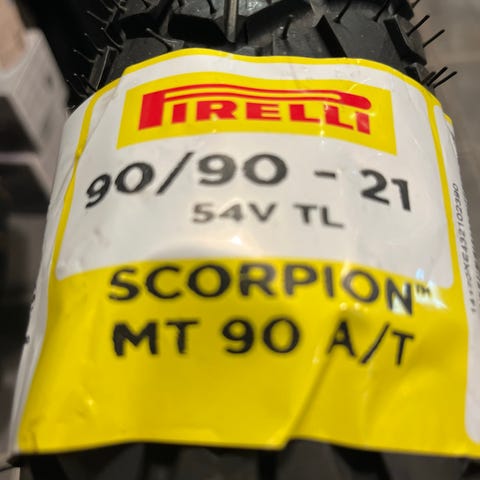 PIRELLI
90/90 - 21
54V TL
SCORPION™
MT 90 A/T